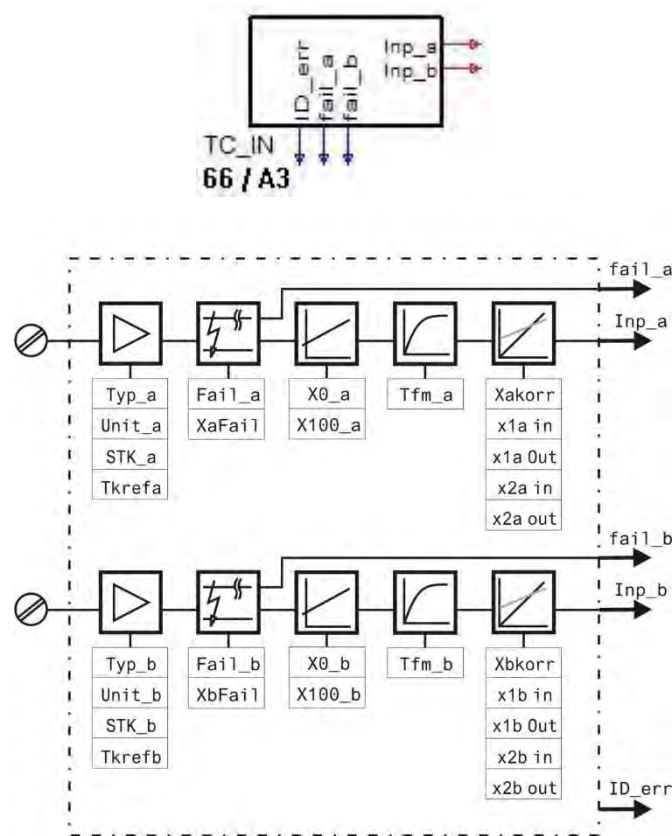 Inp_a
Inp_b
ID_err
fail_a
fail_b
TC_IN
66 / A3
fail_a
Inp_a
Typ_a
Unit_a
STK_a
Tkrefa
Fail_a
XaFail
X0_a
X100_a
Tfm_a
Xakorr
x1a in
x1a Out
x2a in
x2a out
fail_b
Inp_b
Typ_b
Unit_b
STK_b
Tkrefb
Fail_b
XbFail
X0_b
X100_b
Tfm_b
Xbkorr
x1b in
x1b Out
x2b in
x2b out
ID_err